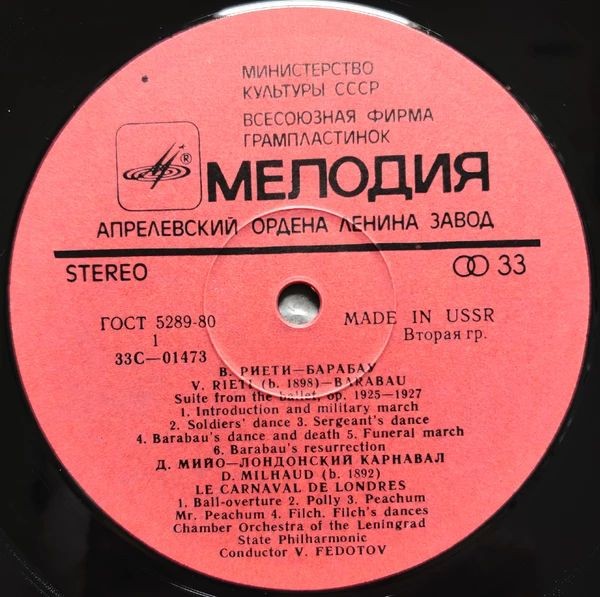 МИНИСТЕРСТВО
КУЛЬТУРЫ СССР
ВСЕСОЮЗНАЯ ФИРМА
ГРАМПЛАСТИНОК
®
МЕЛОДИЯ
АПРЕЛЕВСКИЙ ОРДЕНА ЛЕНИНА ЗАВОД
STEREO 33
ГОСТ 5289-80 MADE IN USSR
1 Вторая гр.
33С—01473
В. РИЕТИ—БАРАБАУ
V. RIETI (b. 1898)—BARABAU
Suite from the ballet, op. 1925—1927
1. Introduction and military march
2. Soldiers' dance 3. Sergeant's dance
4. Barabau's dance and death 5. Funeral march
6. Barabau's resurrection
Д. МИЙО—ЛОНДОНСКИЙ КАРНАВАЛ
D. MILHAUD (b. 1892)
LE CARNAVAL DE LONDRES
1. Ball-overture 2. Polly 3. Peachum
Mr. Peachum 4. Filch. Filch's dances
Chamber Orchestra of the Leningrad
State Philharmonic
Conductor V. FEDOTOV